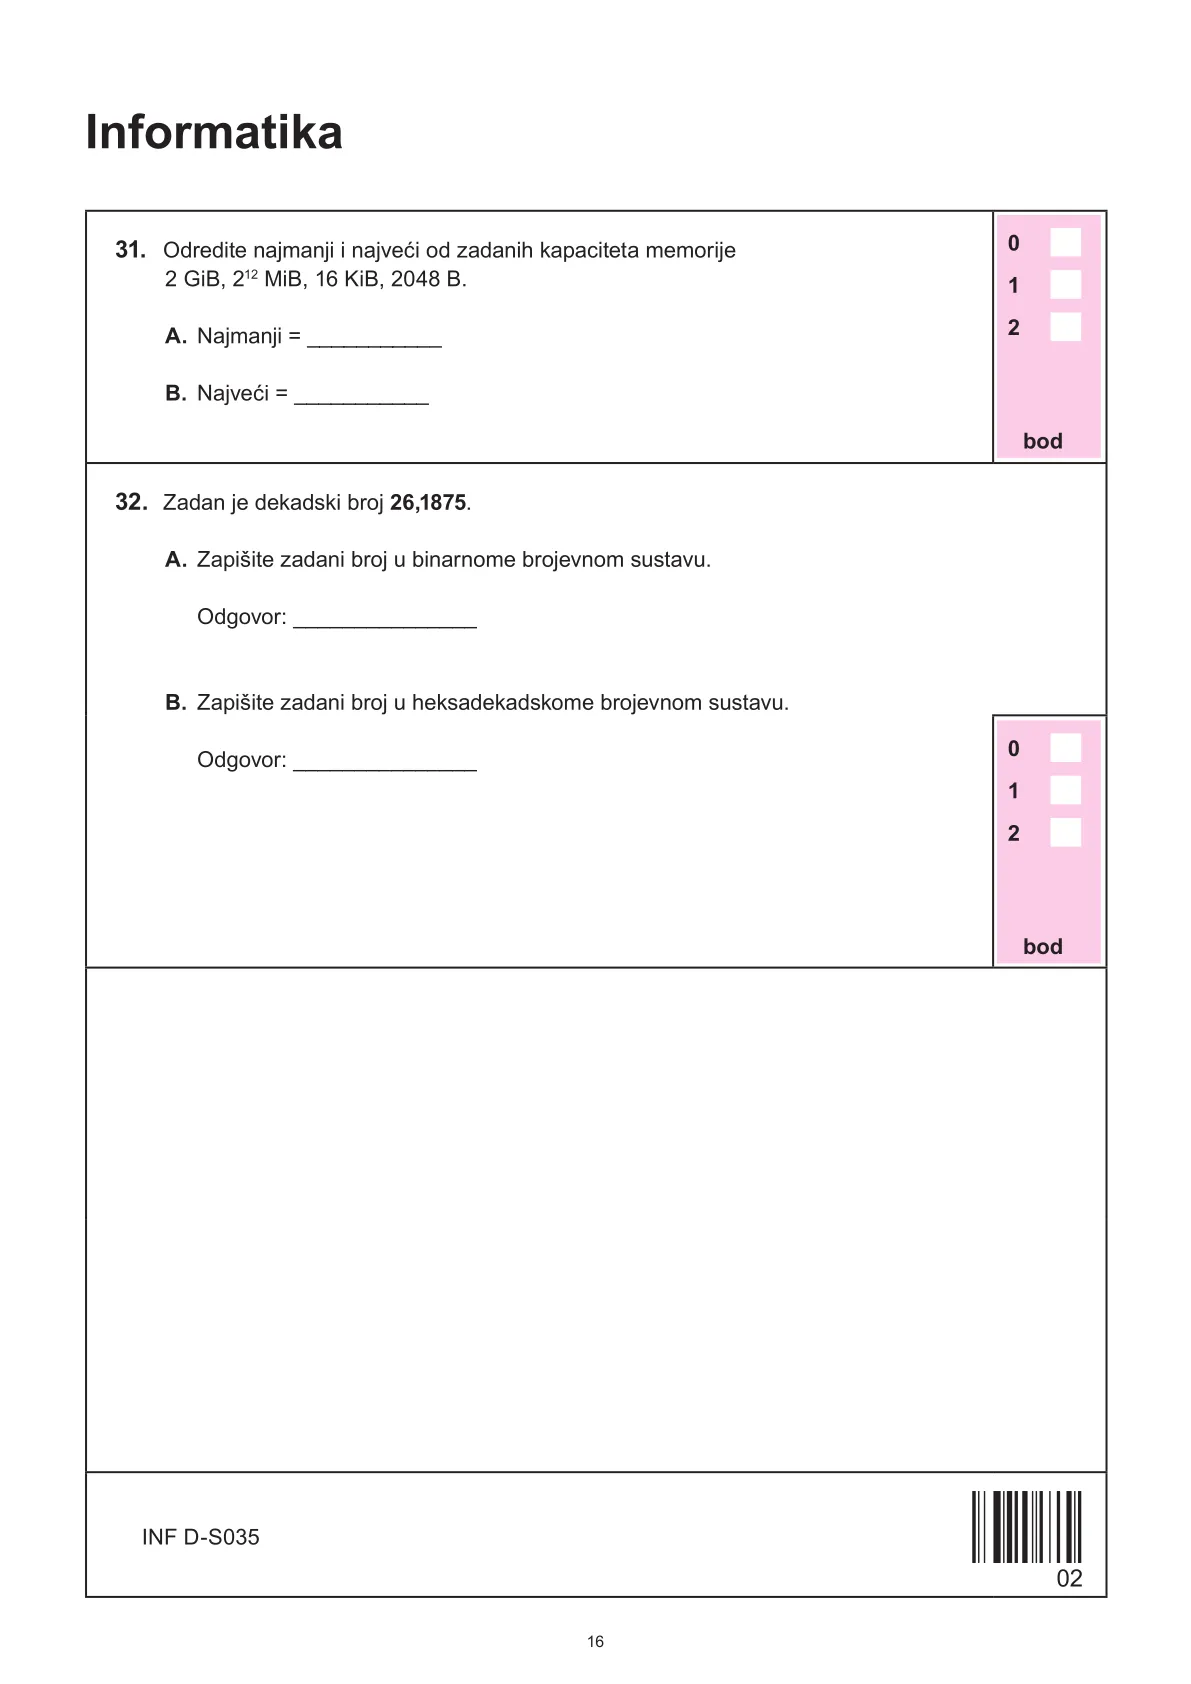 Informatika
31. Odredite najmanji i najveći od zadanih kapaciteta memorije
2 GiB, 2¹² MiB, 16 KiB, 2048 B.
A. Najmanji = ___________
B. Najveći = ___________
0
1
2
bod
32. Zadan je dekadski broj 26,1875.
A. Zapišite zadani broj u binarnome brojevnom sustavu.
Odgovor: _______________
B. Zapišite zadani broj u heksadekadskome brojevnom sustavu.
Odgovor: _______________
0
1
2
bod
INF D-S035
02
16